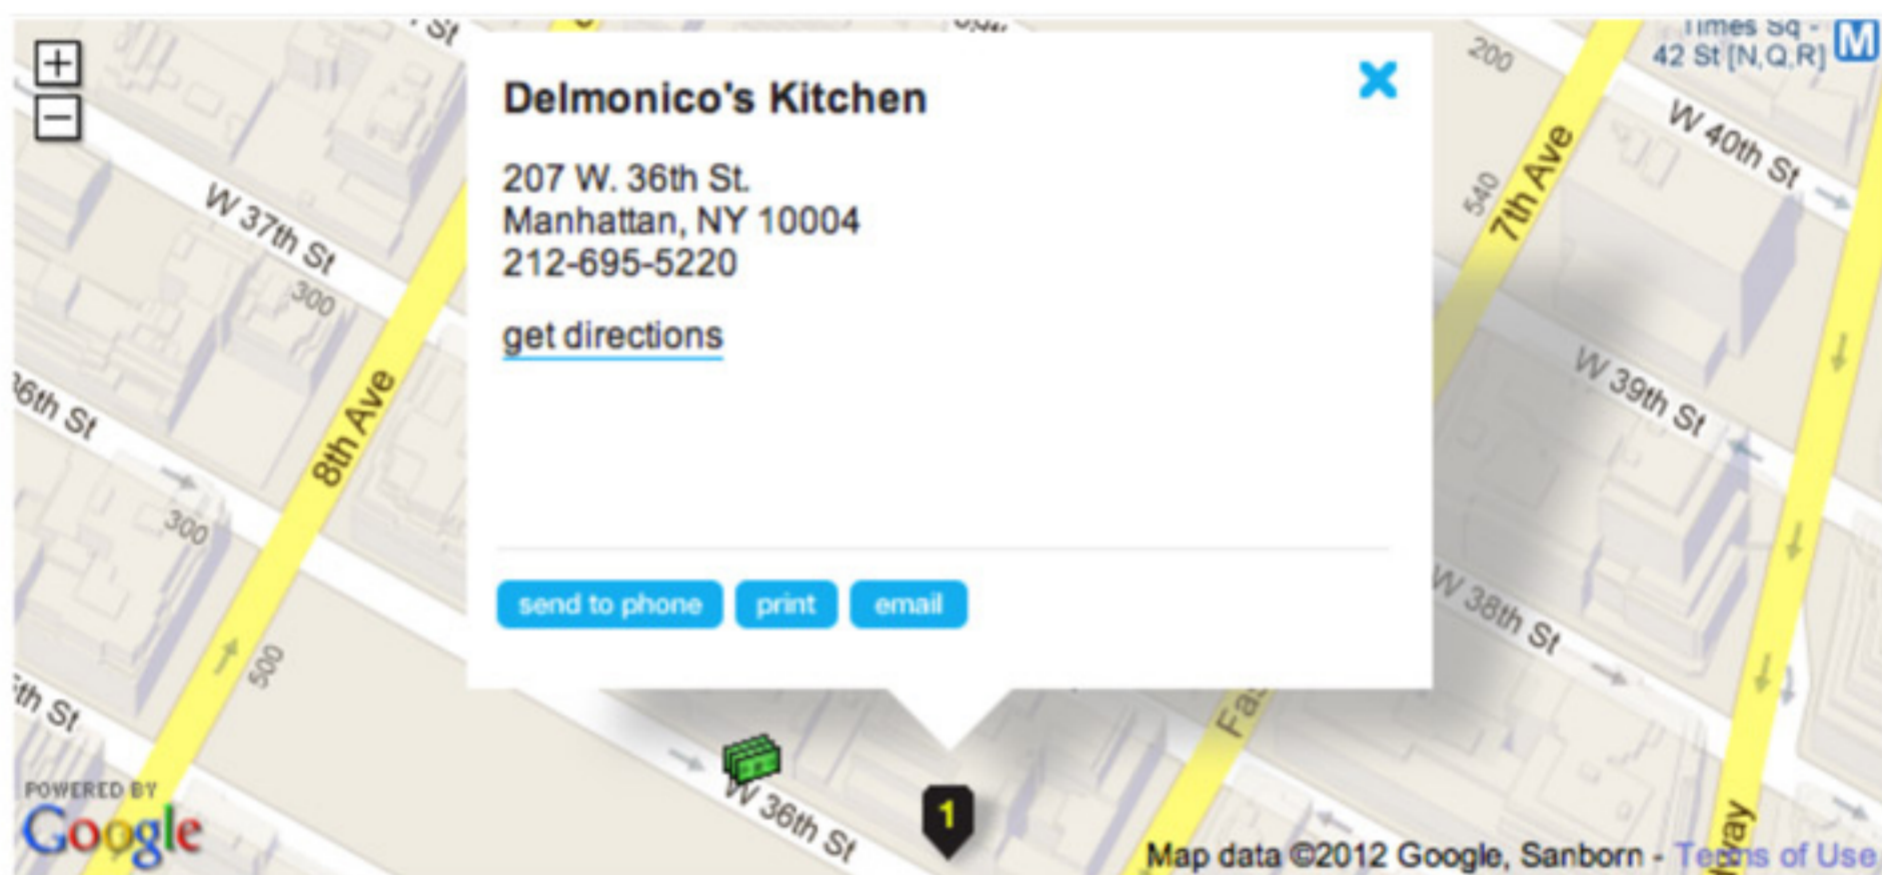 Delmonico's Kitchen
207 W. 36th St.
Manhattan, NY 10004
212-695-5220
get directions
send to phone
print
email
Times Sq -
42 St [N,Q,R]
M
200
W 40th St
7th Ave
540
W 37th St
300
W 39th St
8th Ave
300
W 38th St
500
W 36th St
1
POWERED BY
Google
Map data ©2012 Google, Sanborn - Terms of Use